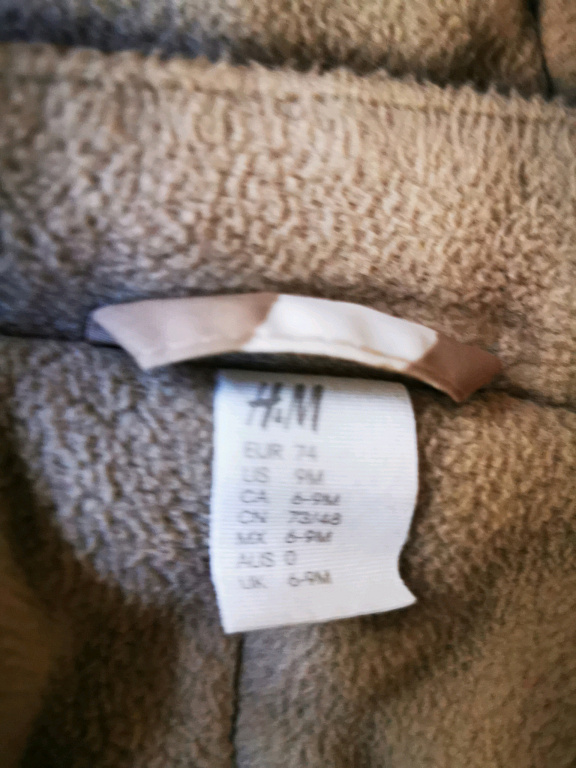 H&M
EUR 74
US 9M
CA 6-9M
CN 73/48
MX 6-9M
AUS 0
UK 6-9M